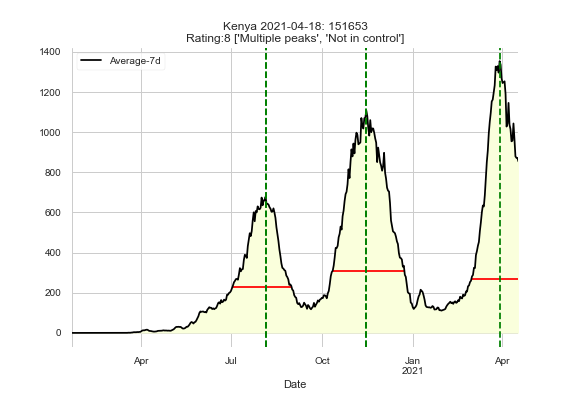 Kenya 2021-04-18: 151653
Rating:8 ['Multiple peaks', 'Not in control']
Average-7d
1400
1200
1000
800
600
400
200
0
Apr
Jul
Oct
Jan
2021
Apr
Date